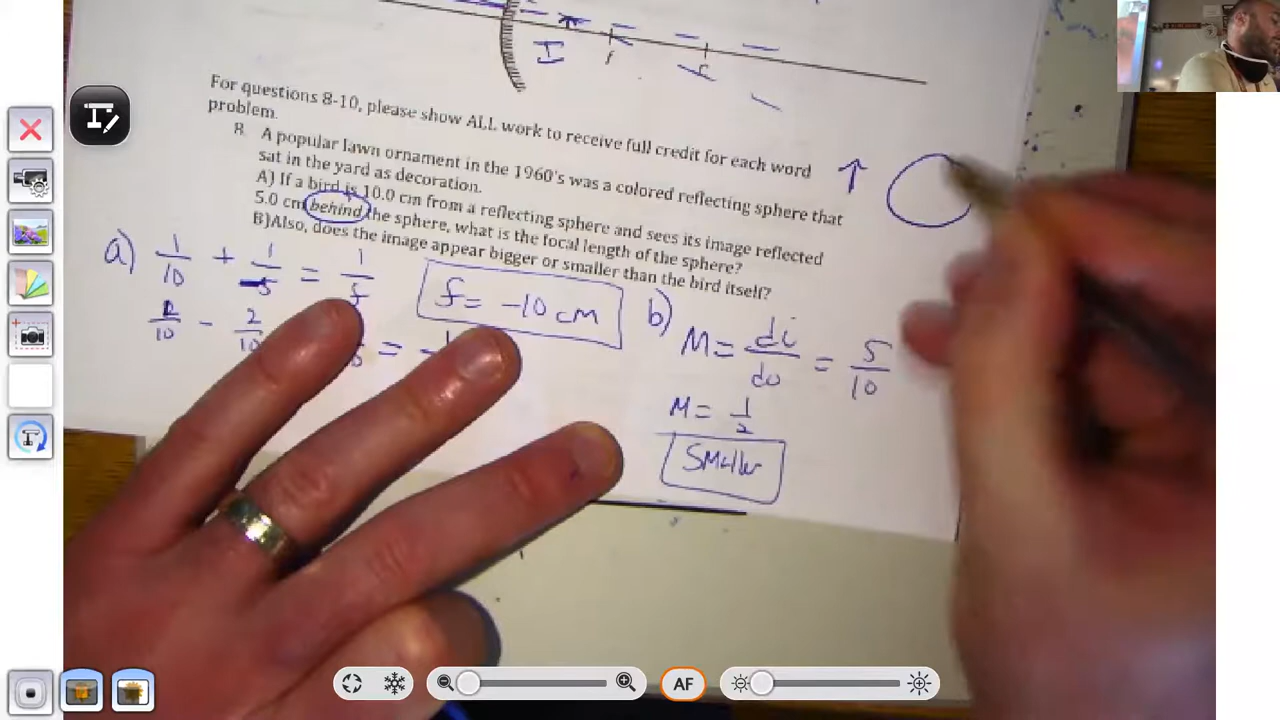 I
f
c
For questions 8-10, please show ALL work to receive full credit for each word
problem.
8. A popular lawn ornament in the 1960's was a colored reflecting sphere that
sat in the yard as decoration.
A) If a bird is 10.0 cm from a reflecting sphere and sees its image reflected
5.0 cm behind the sphere, what is the focal length of the sphere?
B)Also, does the image appear bigger or smaller than the bird itself?
a) 1/10 + 1/-5 = 1/f
f = -10 cm
b) M = di/do = 5/10
1/10 - 2/10
M = 1/2
Smaller
AF